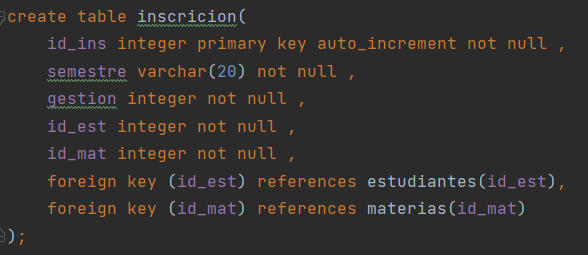 create table inscricion(
id_ins integer primary key auto_increment not null ,
semestre varchar(20) not null ,
gestion integer not null ,
id_est integer not null ,
id_mat integer not null ,
foreign key (id_est) references estudiantes(id_est),
foreign key (id_mat) references materias(id_mat)
);